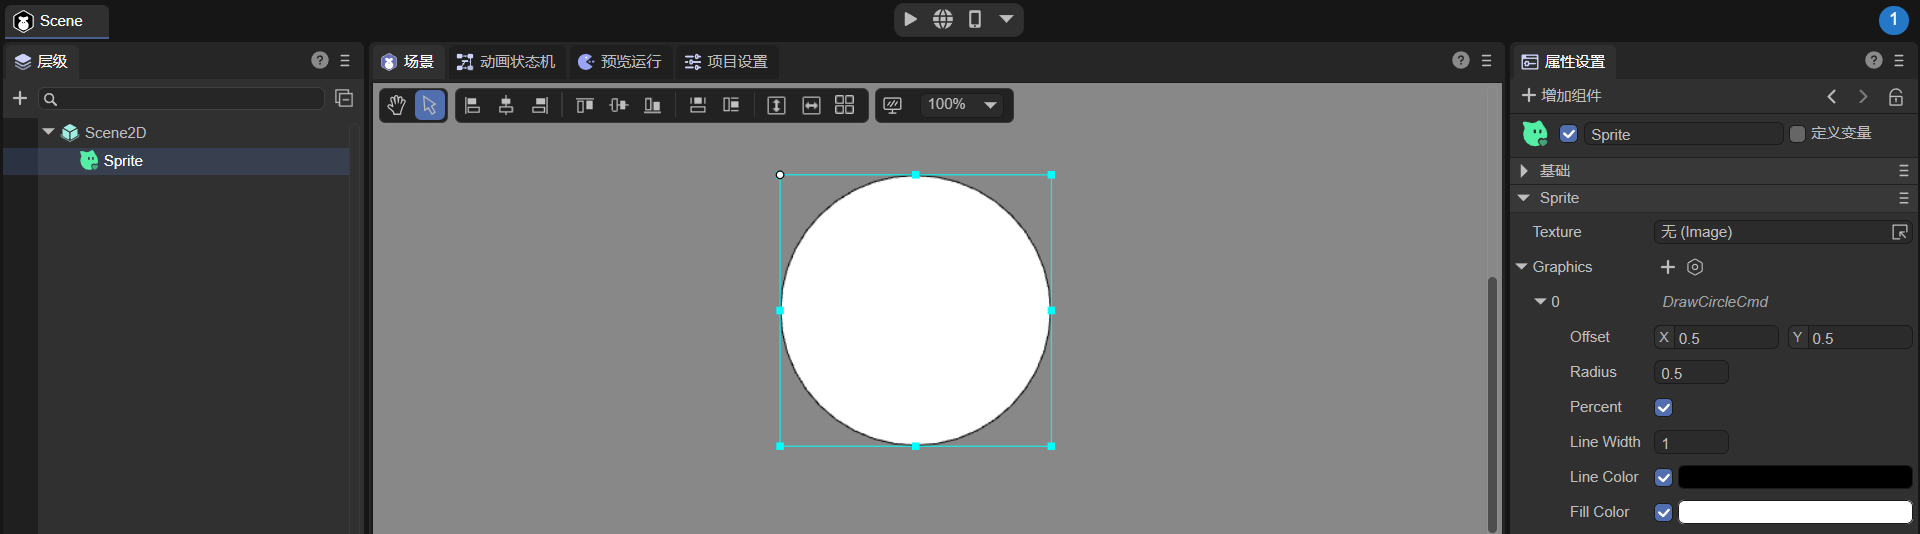 Scene
1
层级
?
场景
动画状态机
预览运行
项目设置
?
属性设置
?
增加组件
100%
Scene2D
Sprite
Sprite
定义变量
基础
Sprite
Texture 无 (Image)
Graphics
0 DrawCircleCmd
Offset X 0.5 Y 0.5
Radius 0.5
Percent
Line Width 1
Line Color
Fill Color